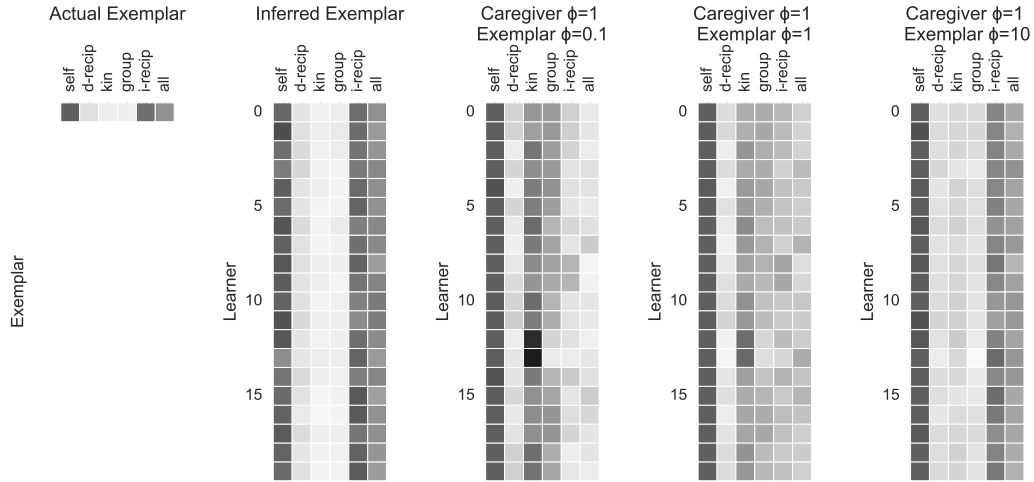 Actual Exemplar
self
d-recip
kin
group
i-recip
all
Exemplar
Inferred Exemplar
self
d-recip
kin
group
i-recip
all
0
5
10
15
Learner
Caregiver ϕ=1
Exemplar ϕ=0.1
self
d-recip
kin
group
i-recip
all
0
5
10
15
Learner
Caregiver ϕ=1
Exemplar ϕ=1
self
d-recip
kin
group
i-recip
all
0
5
10
15
Learner
Caregiver ϕ=1
Exemplar ϕ=10
self
d-recip
kin
group
i-recip
all
0
5
10
15
Learner